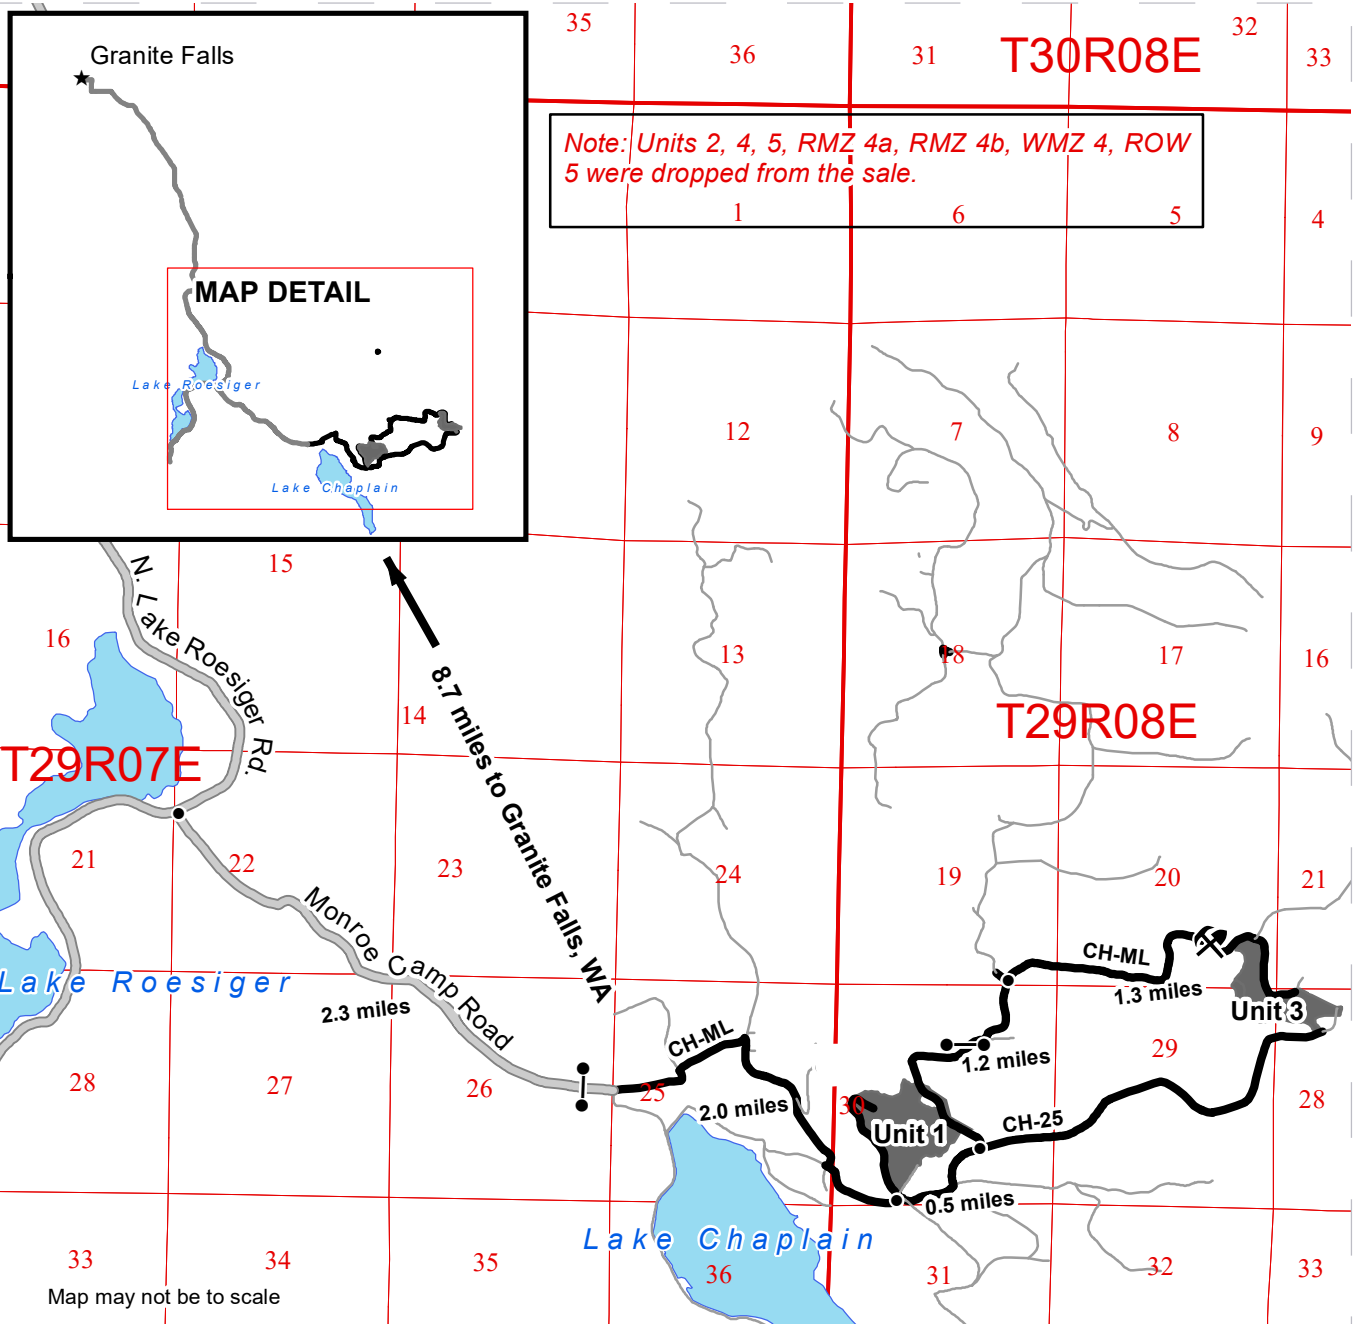 35
36
31
T30R08E
32
33
Granite Falls
Note: Units 2, 4, 5, RMZ 4a, RMZ 4b, WMZ 4, ROW
5 were dropped from the sale.
1
6
5
4
MAP DETAIL
Lake Roesiger
Lake Chaplain
12
7
8
9
15
N. Lake Roesiger Rd.
16
13
18
17
16
14
8.7 miles to Granite Falls, WA
T29R08E
T29R07E
21
22
23
24
19
20
21
Monroe Camp Road
CH-ML
1.3 miles
Lake Roesiger
2.3 miles
Unit 3
CH-ML
1.2 miles
29
28
27
26
25
2.0 miles
30
Unit 1
CH-25
28
0.5 miles
Lake Chaplain
33
34
35
36
31
32
33
Map may not be to scale